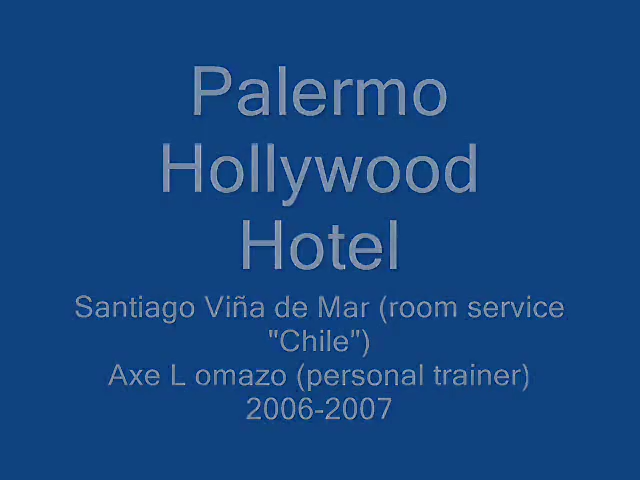 Palermo
Hollywood
Hotel
Santiago Viña de Mar (room service
"Chile")
Axe L omazo (personal trainer)
2006-2007